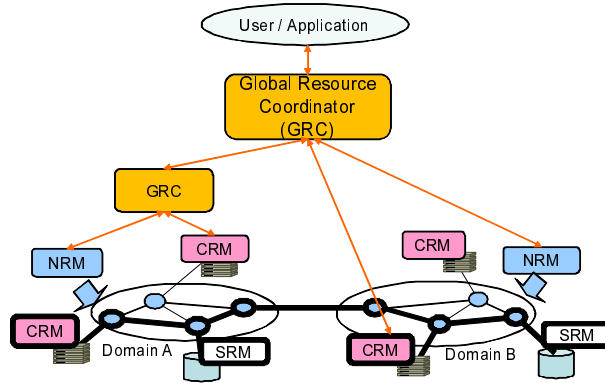 User / Application
Global Resource
Coordinator
(GRC)
GRC
CRM
CRM
NRM
NRM
CRM
SRM
Domain A
SRM
CRM
Domain B